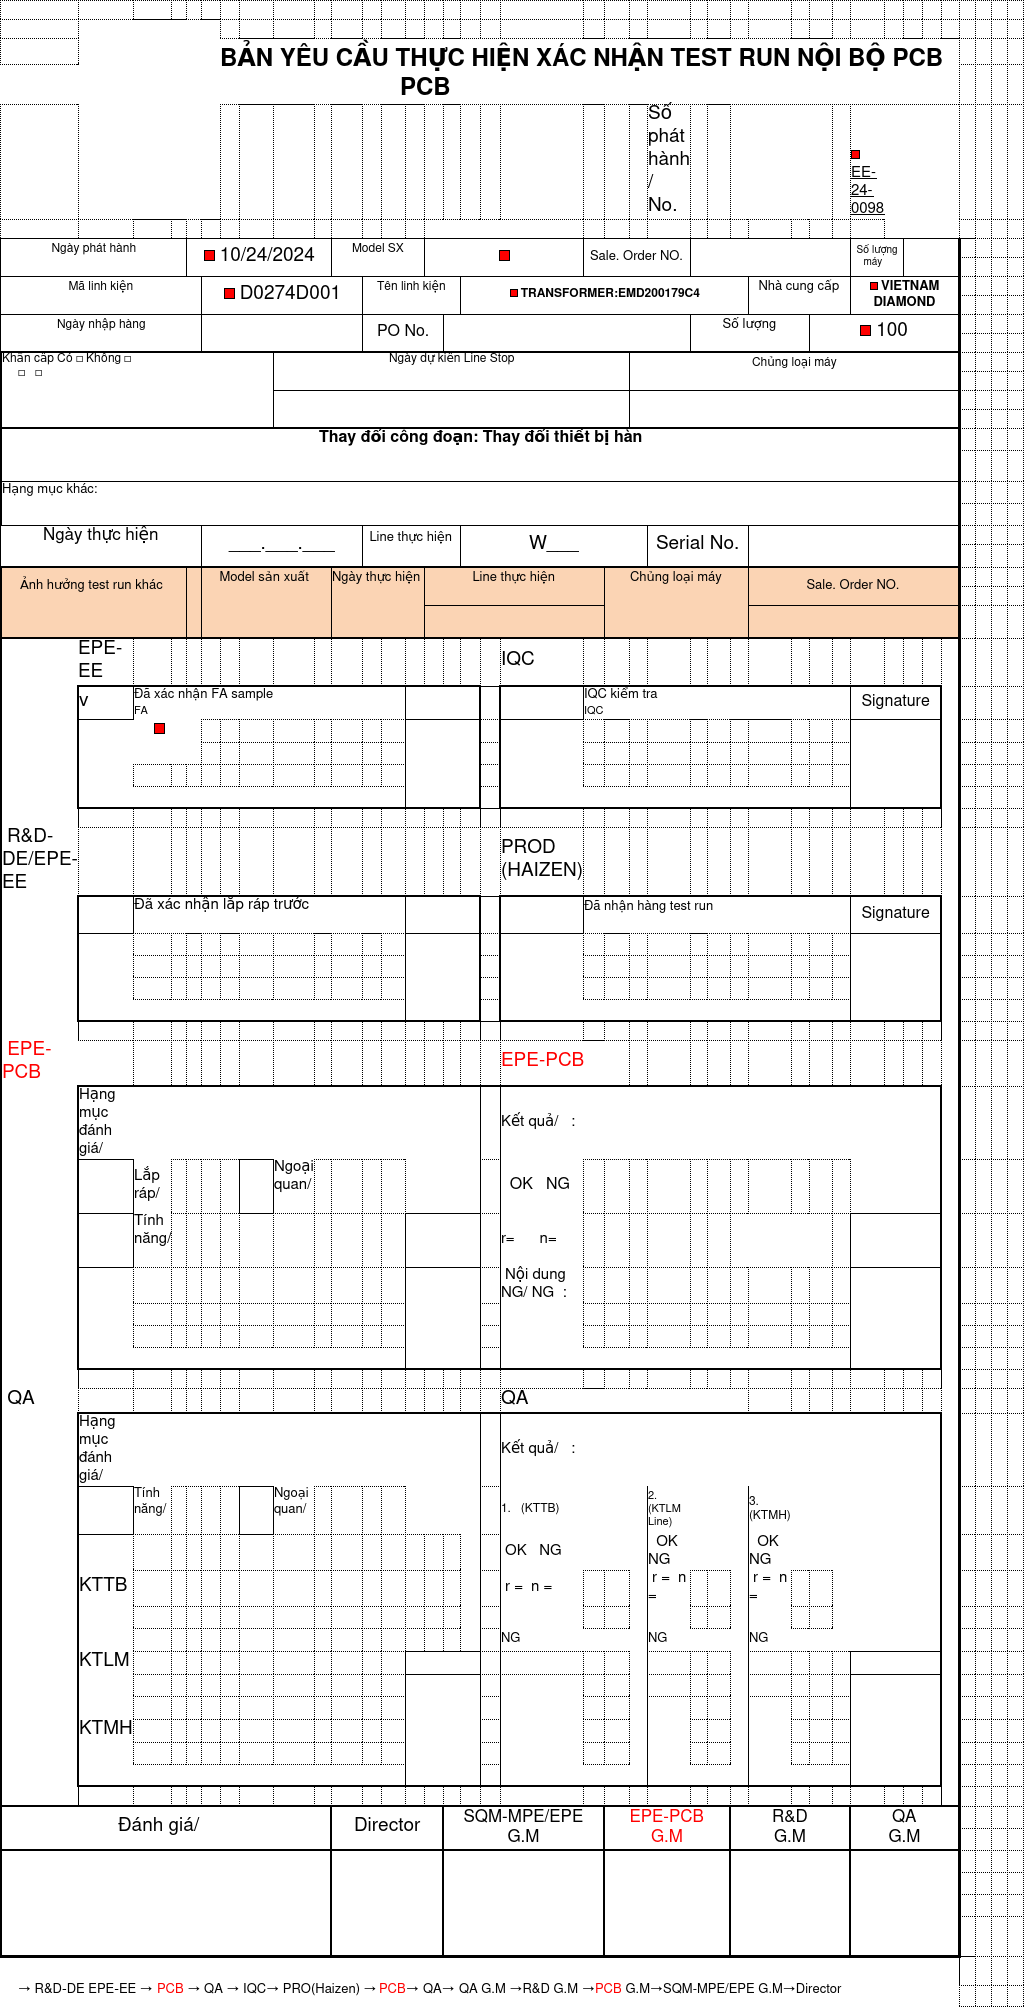 BẢN YÊU CẦU THỰC HIỆN XÁC NHẬN TEST RUN NỘI BỘ PCB
PCB
Số
phát
hành
/
No.
EE-
24-
0098
Ngày phát hành 10/24/2024 Model SX Sale. Order NO. Số lượng
máy
Mã linh kiện D0274D001 Tên linh kiện TRANSFORMER:EMD200179C4 Nhà cung cấp VIETNAM
DIAMOND
Ngày nhập hàng PO No. Số lượng 100
Khẩn cấp Có □ Không □ Ngày dự kiến Line Stop Chủng loại máy
□ □
Thay đổi công đoạn: Thay đổi thiết bị hàn
Hạng mục khác:
Ngày thực hiện ___.___.___ Line thực hiện W___ Serial No.
Ảnh hưởng test run khác Model sản xuất Ngày thực hiện Line thực hiện Chủng loại máy Sale. Order NO.
EPE-
EE
IQC
v Đã xác nhận FA sample
FA
IQC kiểm tra
IQC
Signature
R&D-
DE/EPE-
EE
PROD
(HAIZEN)
Đã xác nhận lắp ráp trước
Đã nhận hàng test run
Signature
EPE-
PCB
EPE-PCB
Hạng
mục
đánh
giá/
Kết quả/ :
Lắp
ráp/
Ngoại
quan/
OK NG
Tính
năng/
r= n=
Nội dung
NG/ NG :
QA
QA
Hạng
mục
đánh
giá/
Kết quả/ :
Tính
năng/
Ngoại
quan/
1. (KTTB)
2.
(KTLM
Line)
3.
(KTMH)
OK NG
OK
NG
OK
NG
KTTB
r = n =
r = n
=
r = n
=
NG
NG
NG
KTLM
KTMH
Đánh giá/ Director SQM-MPE/EPE
G.M
EPE-PCB
G.M
R&D
G.M
QA
G.M
→ R&D-DE EPE-EE → PCB → QA → IQC→ PRO(Haizen) → PCB→ QA→ QA G.M →R&D G.M →PCB G.M→SQM-MPE/EPE G.M→Director